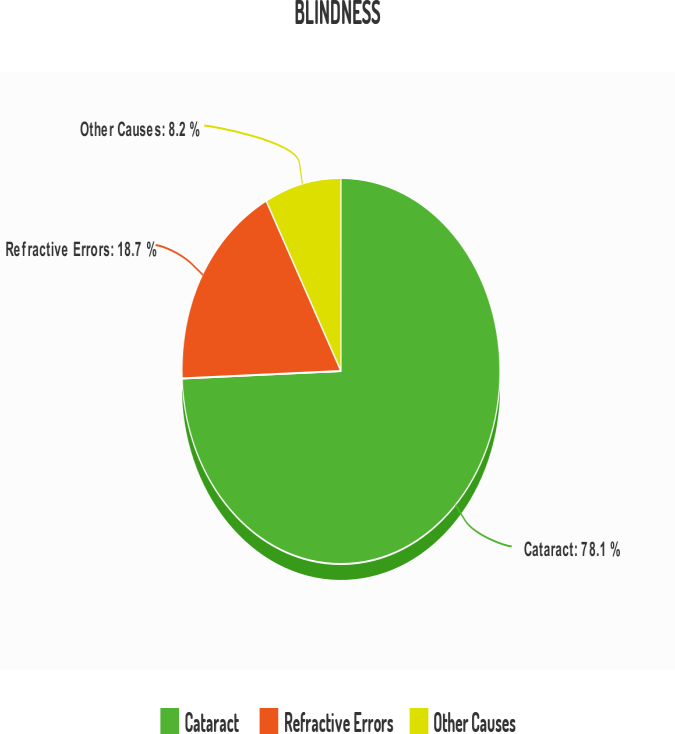 BLINDNESS
Other Causes: 8.2 %
Refractive Errors: 18.7 %
Cataract: 78.1 %
Cataract Refractive Errors Other Causes